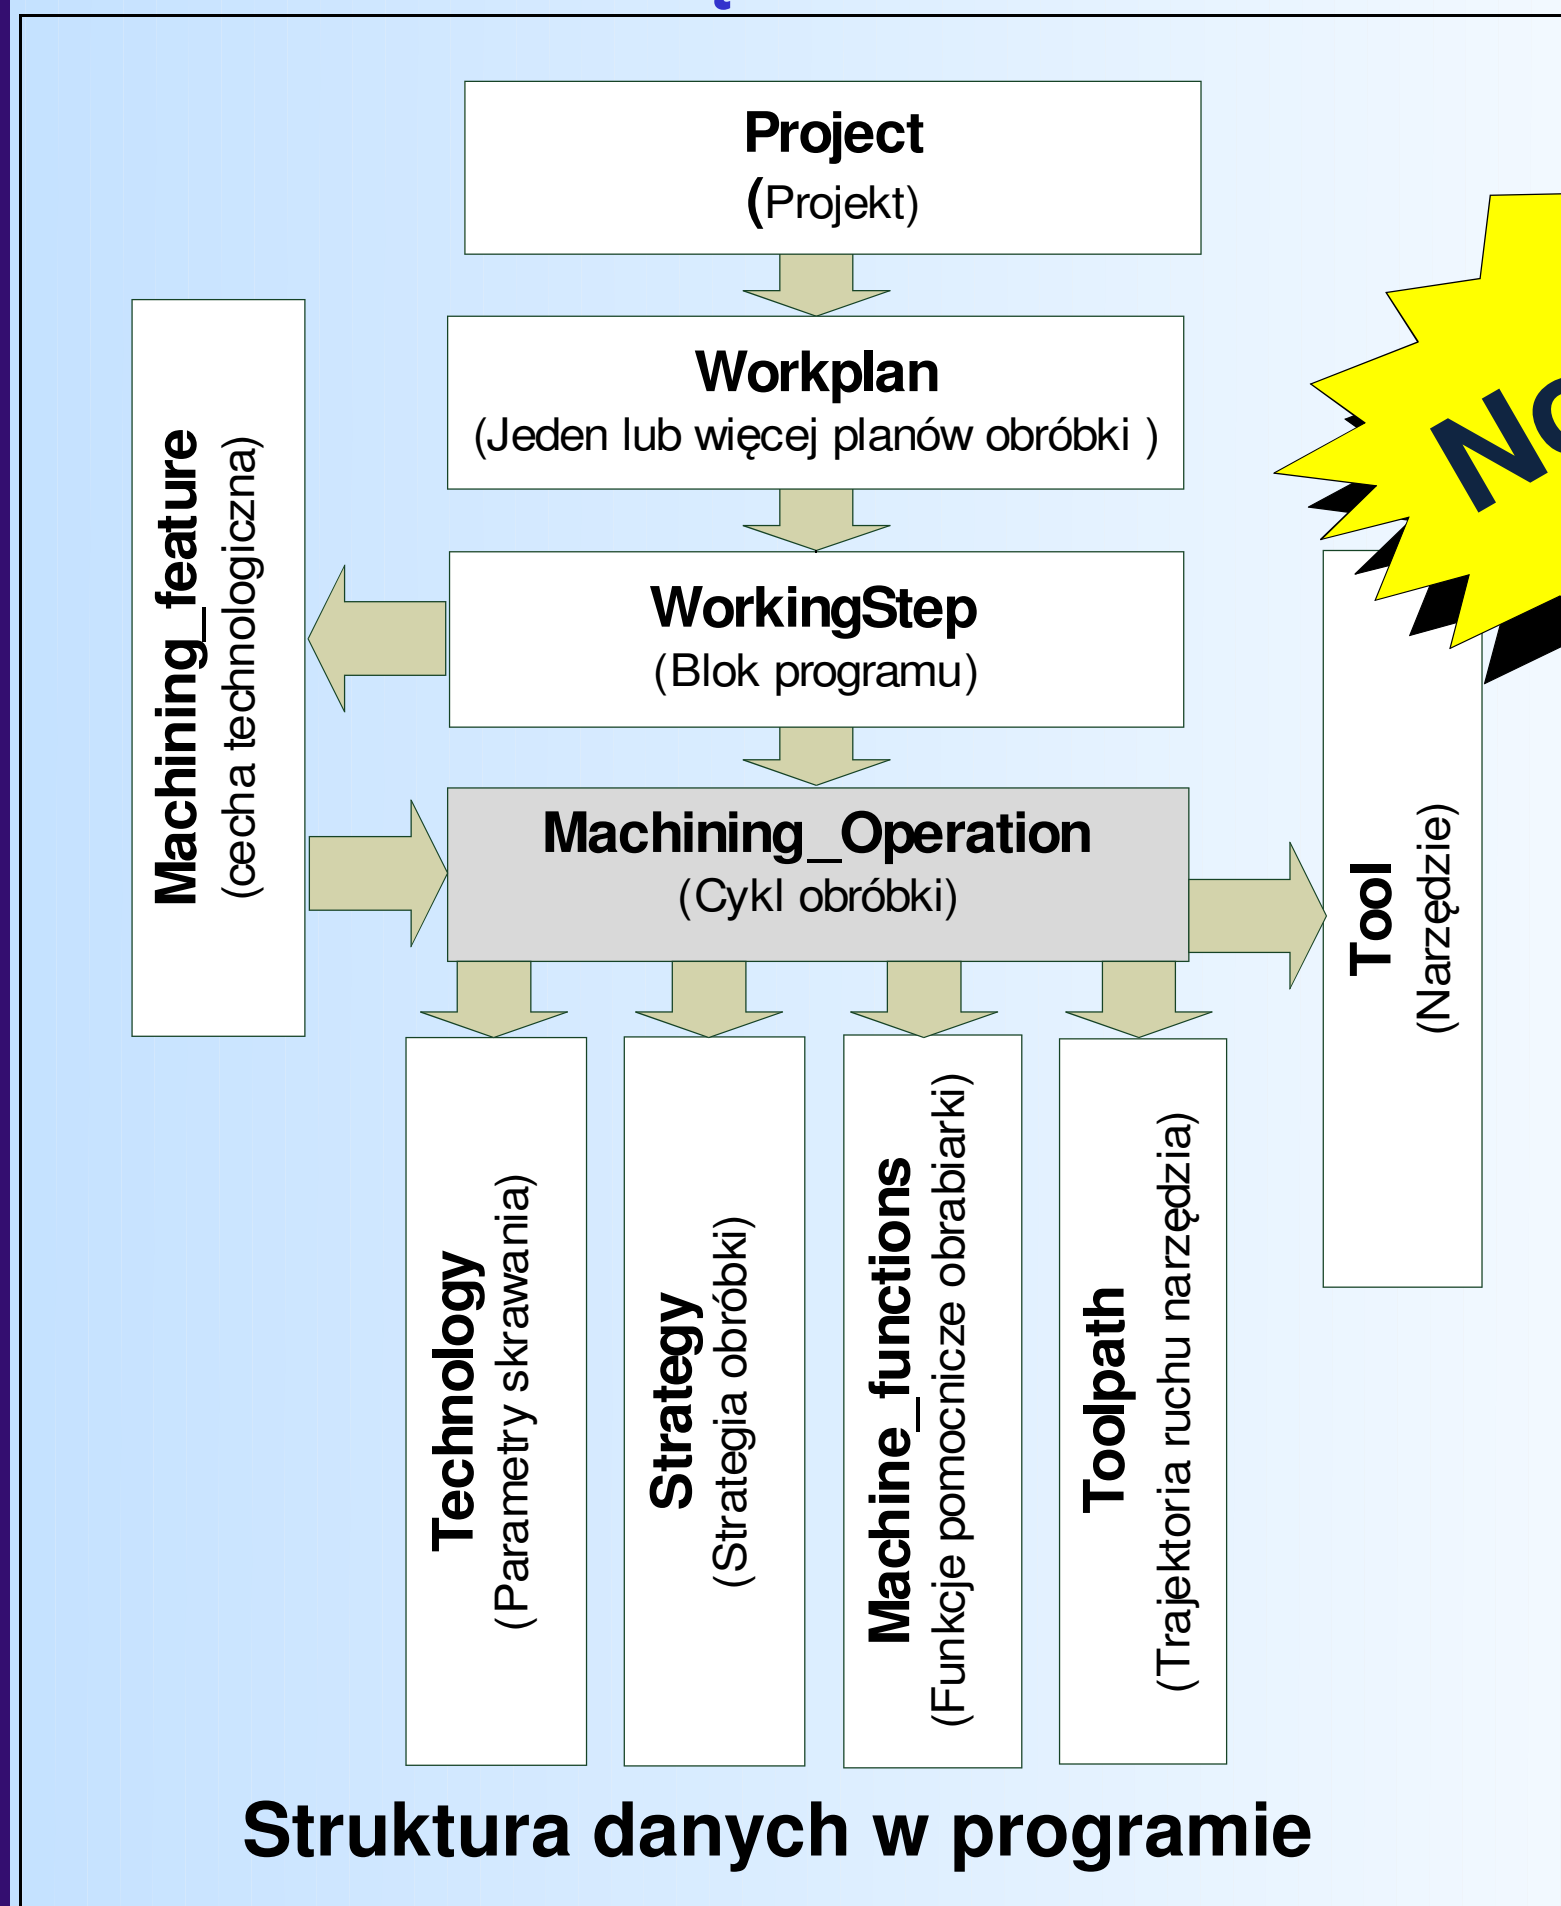 Project
(Projekt)
Workplan
(Jeden lub więcej planów obróbki )
Machining_feature
(cecha technologiczna)
WorkingStep
(Blok programu)
Machining_Operation
(Cykl obróbki)
Tool
(Narzędzie)
Technology
(Parametry skrawania)
Strategy
(Strategia obróbki)
Machine_functions
(Funkcje pomocnicze obrabiarki)
Toolpath
(Trajektoria ruchu narzędzia)
Struktura danych w programie